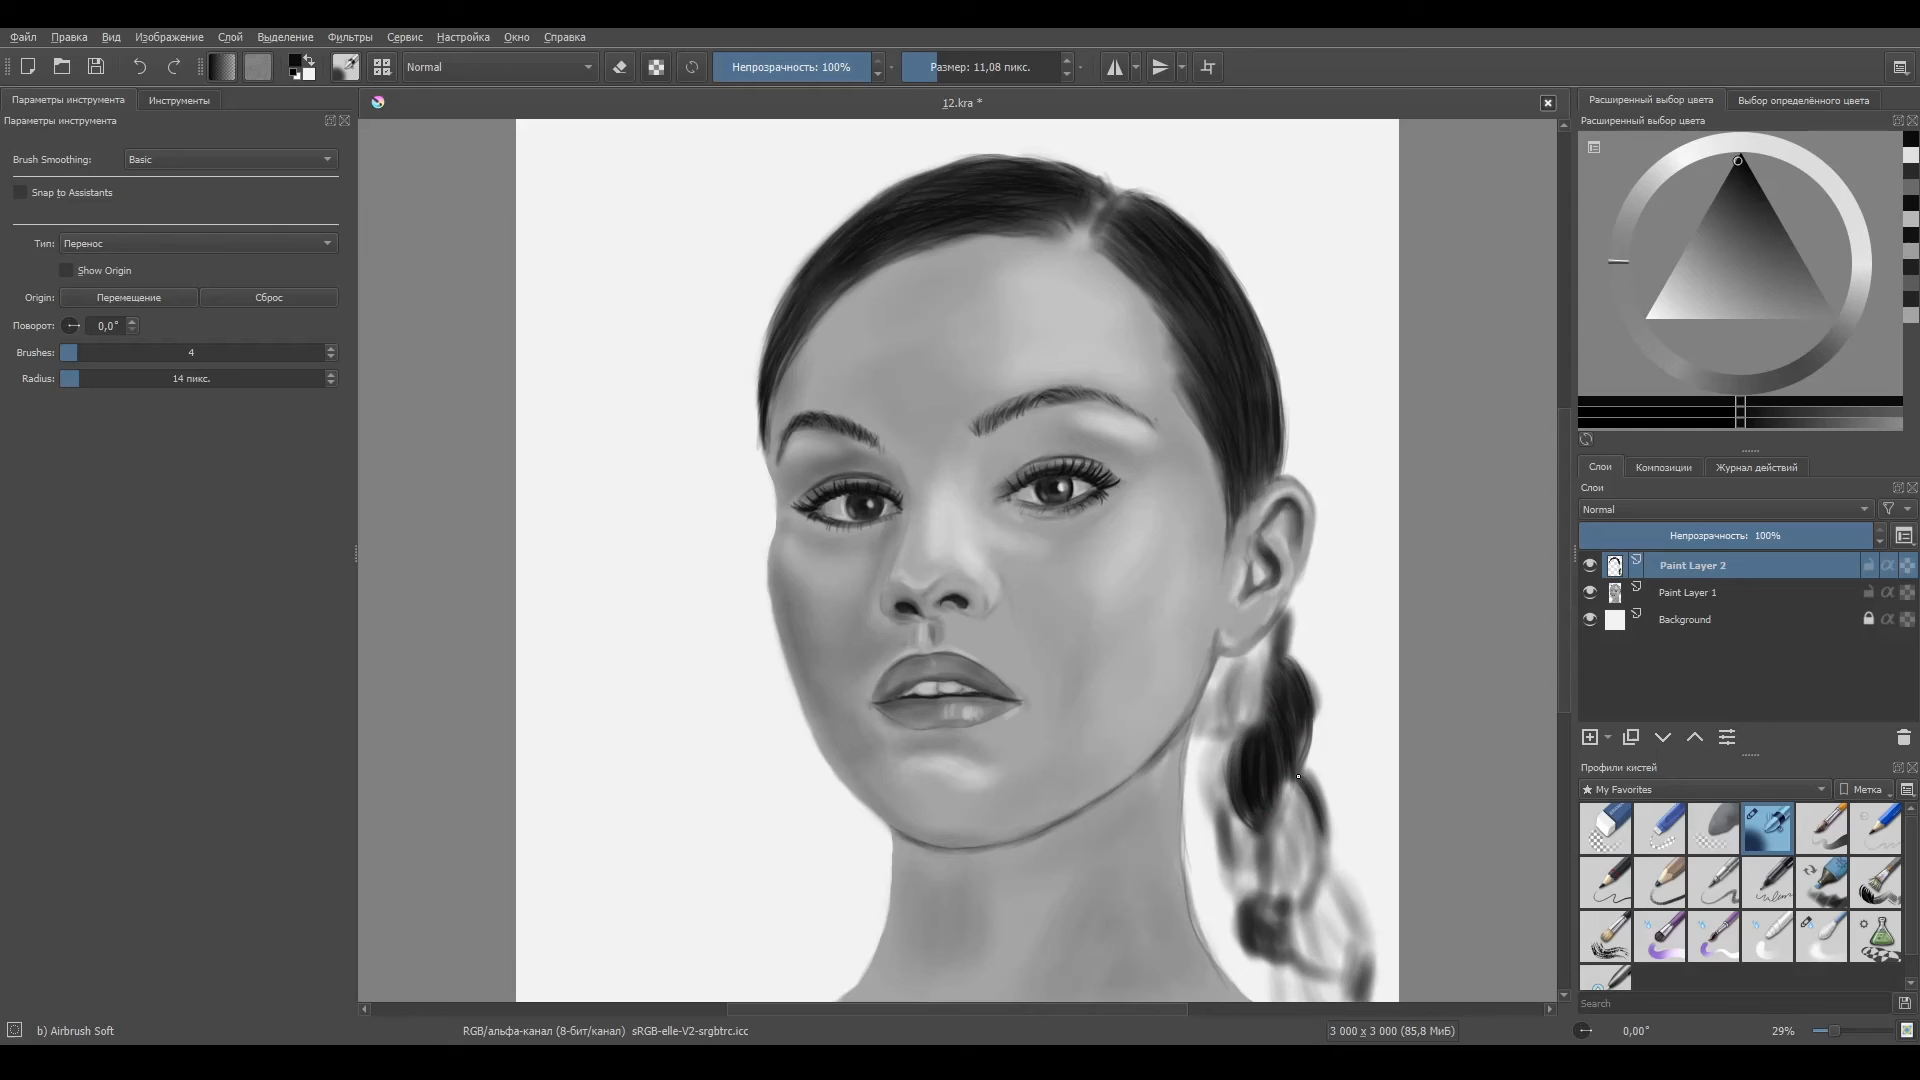 Файл Правка Вид Изображение Слой Выделение Фильтры Сервис Настройка Окно Справка
Normal
Непрозрачность: 100%
Размер: 11,08 пикс.
Параметры инструмента
Инструменты
Параметры инструмента
Brush Smoothing: Basic
Snap to Assistants
Тип: Перенос
Show Origin
Origin: Перемещение Сброс
Поворот: 0,0°
Brushes: 4
Radius: 14 пикс.
12.kra *
Расширенный выбор цвета
Выбор определённого цвета
Расширенный выбор цвета
Слои Композиции Журнал действий
Слои
Normal
Непрозрачность: 100%
Paint Layer 2
Paint Layer 1
Background
Профили кистей
My Favorites
Метка
Search
b) Airbrush Soft
RGB/альфа-канал (8-бит/канал) sRGB-elle-V2-srgbtrc.icc
3 000 x 3 000 (85,8 МиБ)
0,00°
29%